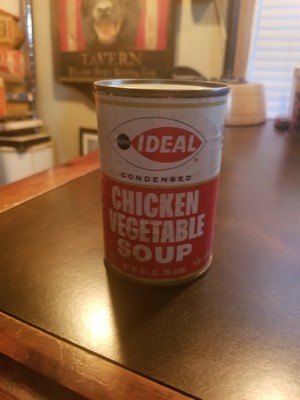 TAVERN
IDEAL
CONDENSED
CHICKEN
VEGETABLE
SOUP